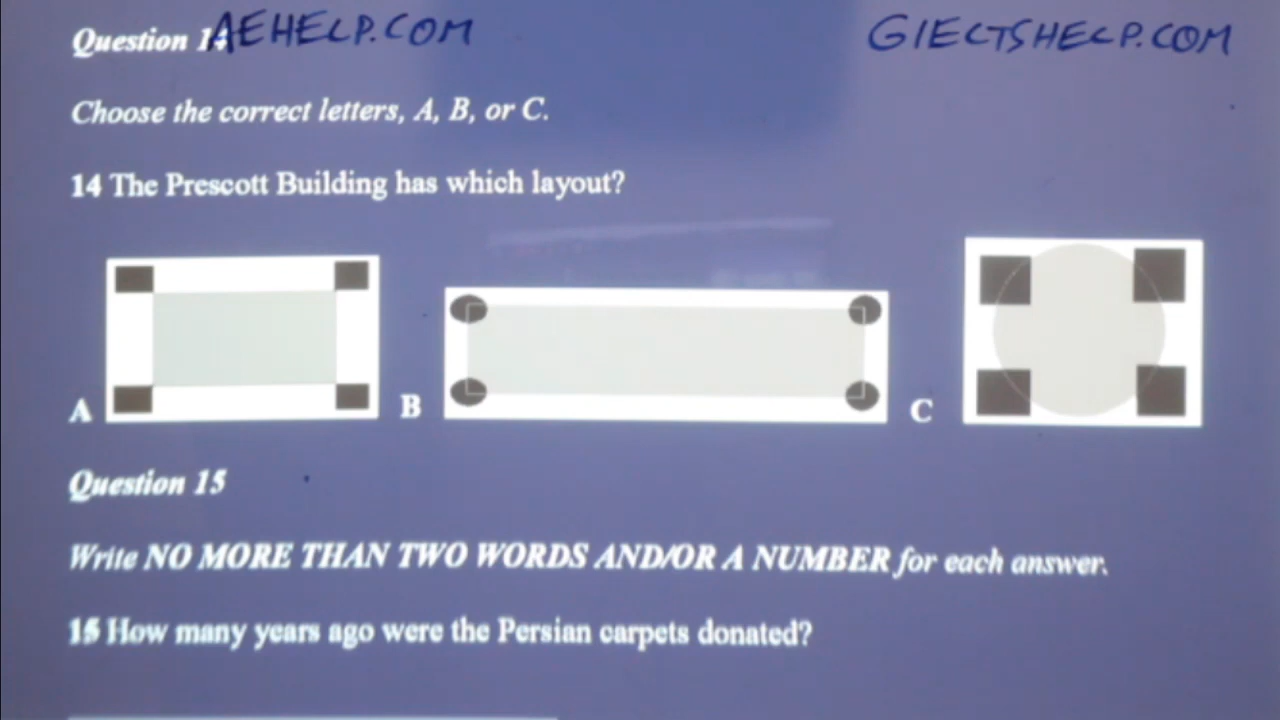 Question 14 AEHELP.COM GIELTSHELP.COM
Choose the correct letters, A, B, or C.
14 The Prescott Building has which layout?
A B C
Question 15
Write NO MORE THAN TWO WORDS AND/OR A NUMBER for each answer.
15 How many years ago were the Persian carpets donated?